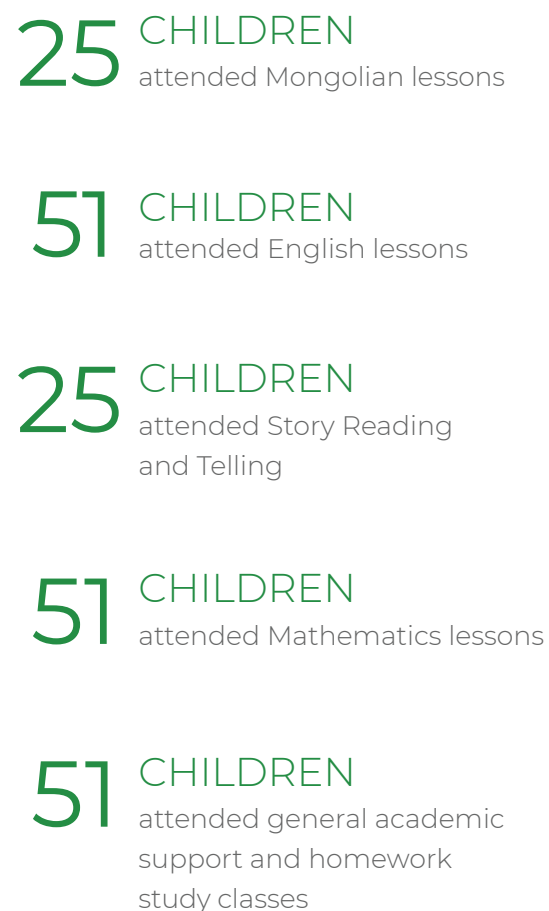 25 CHILDREN
attended Mongolian lessons
51 CHILDREN
attended English lessons
25 CHILDREN
attended Story Reading
and Telling
51 CHILDREN
attended Mathematics lessons
51 CHILDREN
attended general academic
support and homework
study classes